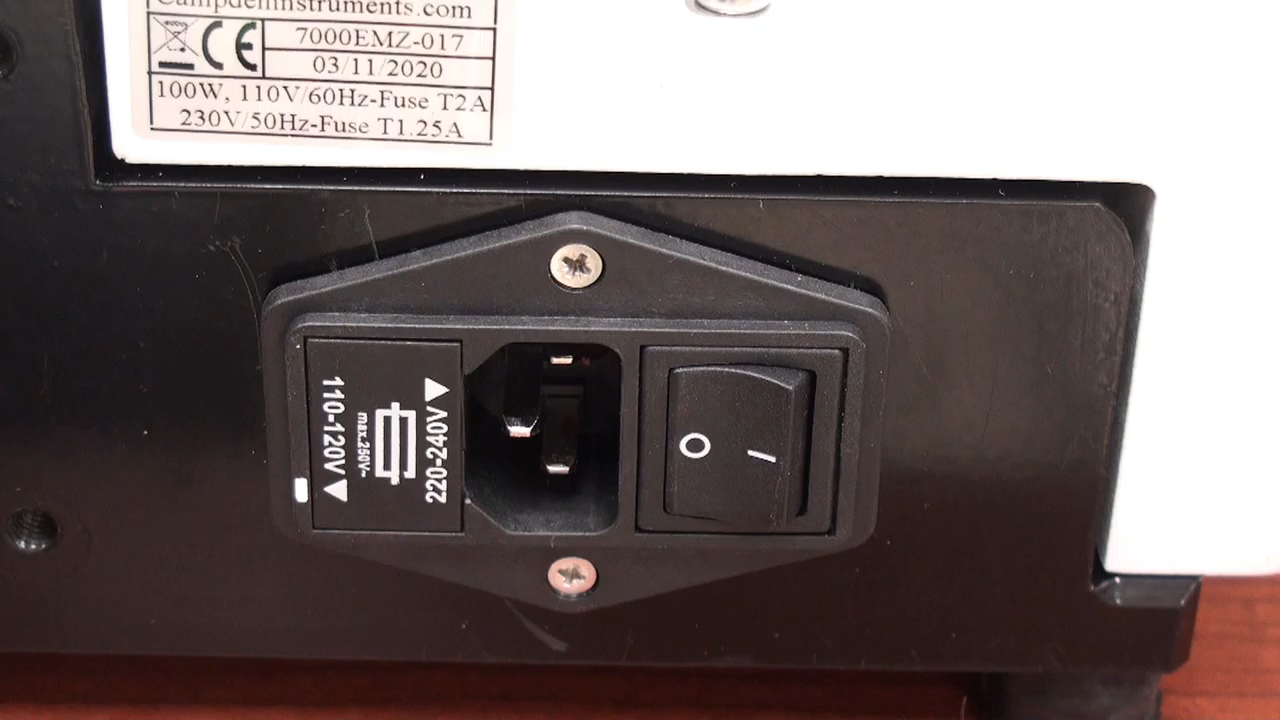 Campdeninstruments.com
CE
7000EMZ-017
03/11/2020
100W, 110V/60Hz-Fuse T2A
230V/50Hz-Fuse T1.25A
110-120V
max.250V~
220-240V
O
I